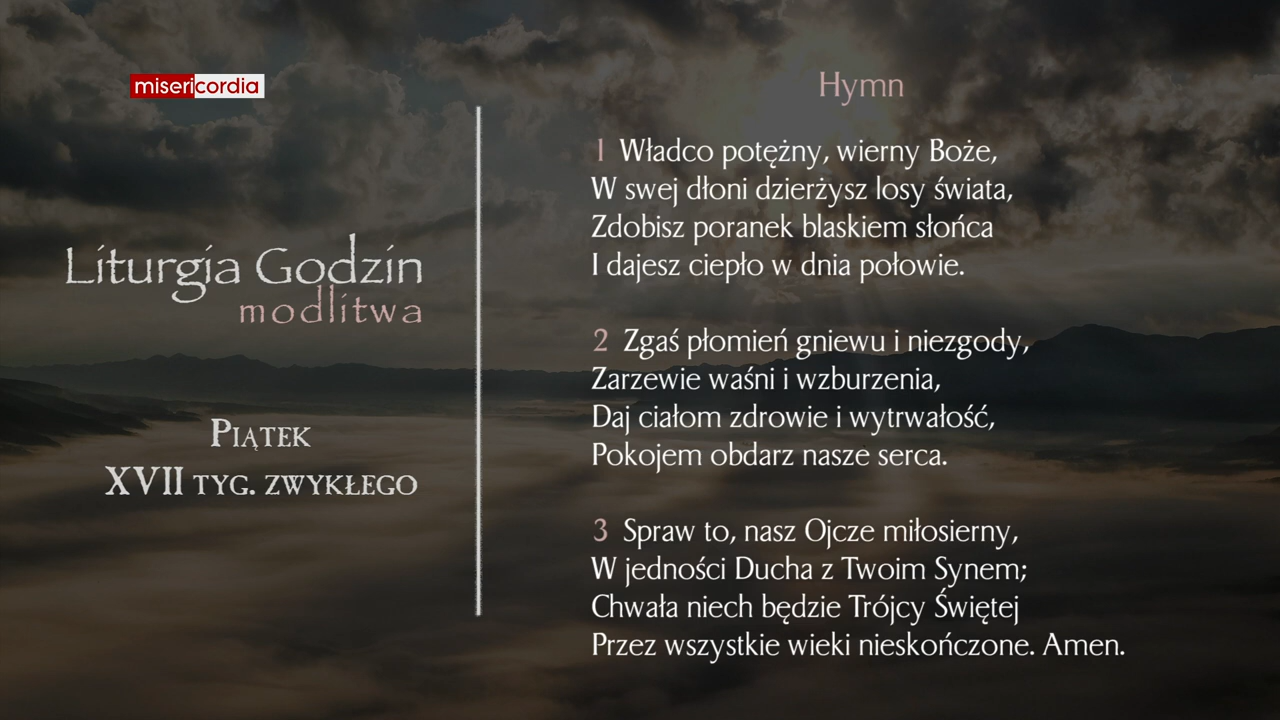 misericordia
Liturgia Godzin
modlitwa
Piątek
XVII tyg. zwykłego
Hymn
1 Władco potężny, wierny Boże,
W swej dłoni dzierżysz losy świata,
Zdobisz poranek blaskiem słońca
I dajesz ciepło w dnia połowie.
2 Zgaś płomień gniewu i niezgody,
Zarzewie waśni i wzburzenia,
Daj ciałom zdrowie i wytrwałość,
Pokojem obdarz nasze serca.
3 Spraw to, nasz Ojcze miłosierny,
W jedności Ducha z Twoim Synem;
Chwała niech będzie Trójcy Świętej
Przez wszystkie wieki nieskończone. Amen.